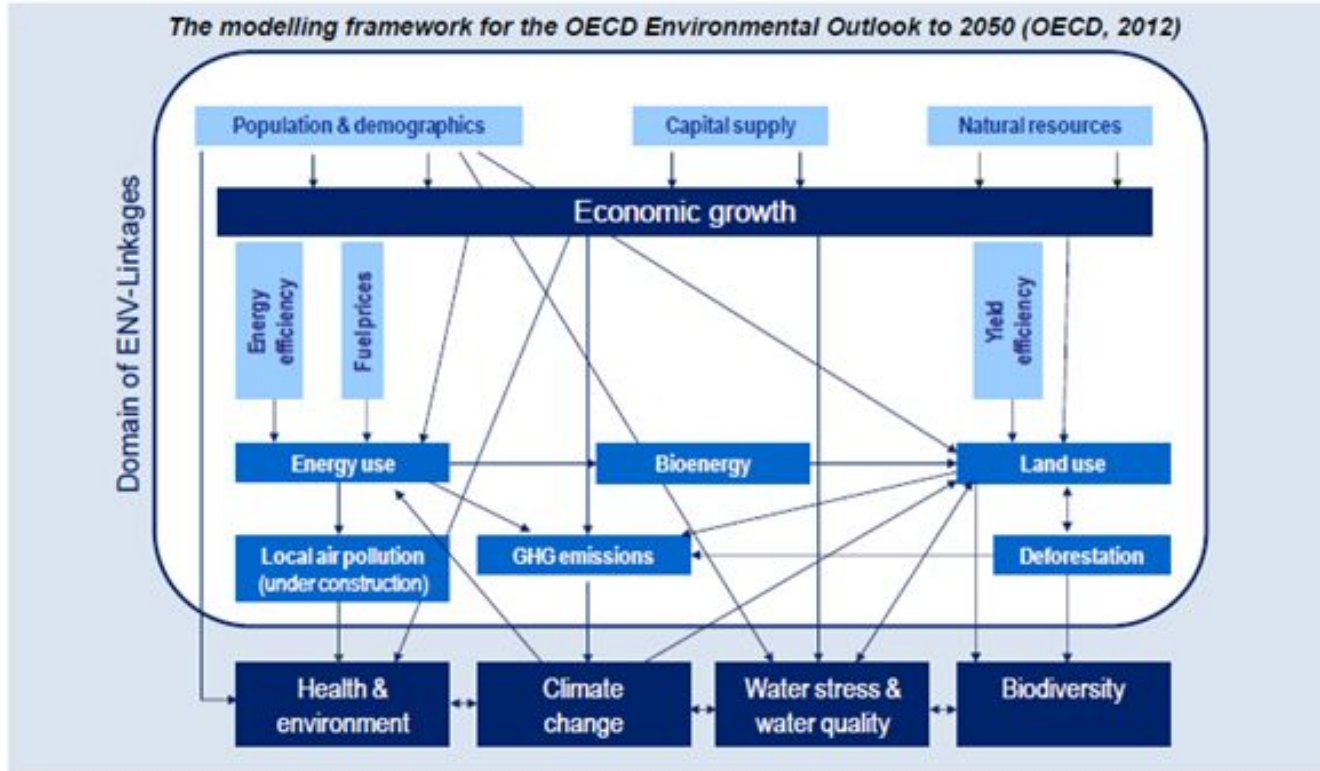 The modelling framework for the OECD Environmental Outlook to 2050 (OECD, 2012)
Population & demographics
Capital supply
Natural resources
Economic growth
Domain of ENV-Linkages
Energy
efficiency
Fuel prices
Yield
efficiency
Energy use
Bioenergy
Land use
Local air pollution
(under construction)
GHG emissions
Deforestation
Health &
environment
Climate
change
Water stress &
water quality
Biodiversity